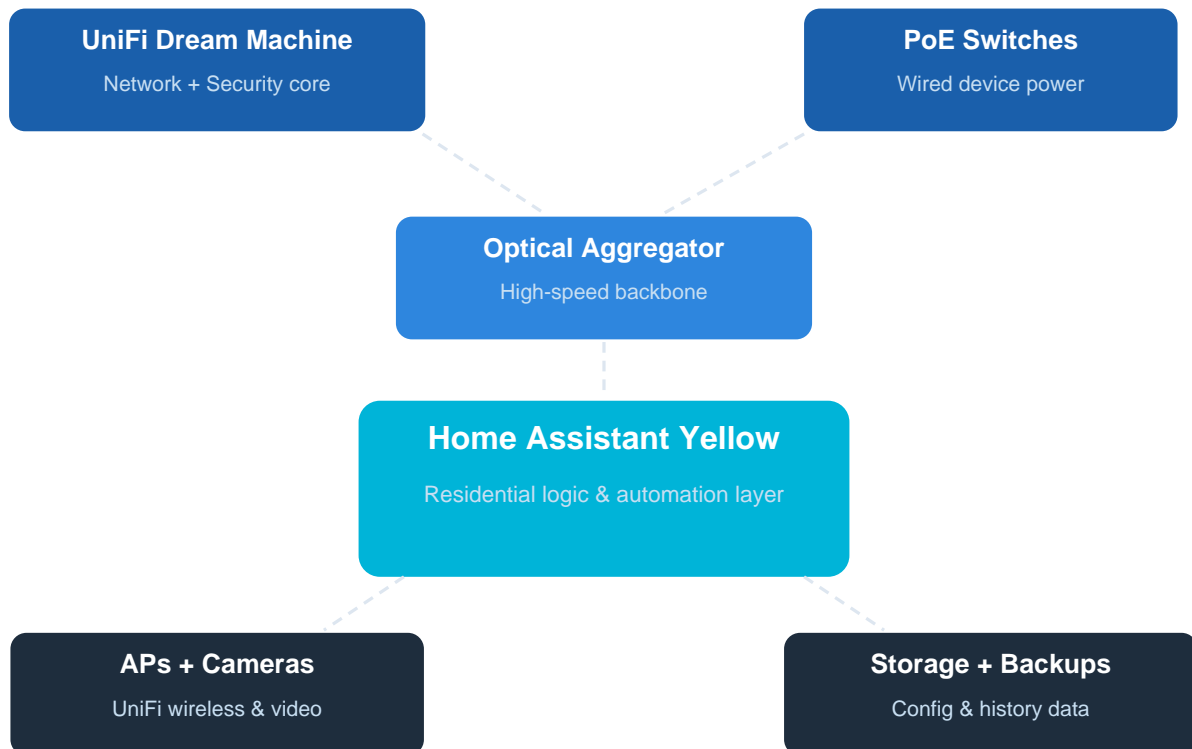 UniFi Dream Machine
Network + Security core
PoE Switches
Wired device power
Optical Aggregator
High-speed backbone
Home Assistant Yellow
Residential logic & automation layer
APs + Cameras
UniFi wireless & video
Storage + Backups
Config & history data